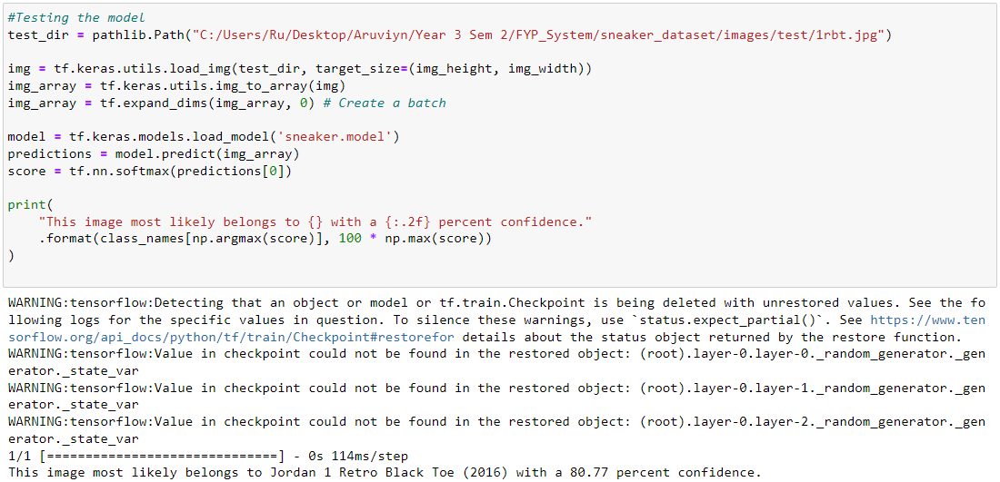 #Testing the model
test_dir = pathlib.Path("C:/Users/Ru/Desktop/Aruviyn/Year 3 Sem 2/FYP_System/sneaker_dataset/images/test/1rbt.jpg")
img = tf.keras.utils.load_img(test_dir, target_size=(img_height, img_width))
img_array = tf.keras.utils.img_to_array(img)
img_array = tf.expand_dims(img_array, 0) # Create a batch
model = tf.keras.models.load_model('sneaker.model')
predictions = model.predict(img_array)
score = tf.nn.softmax(predictions[0])
print(
    "This image most likely belongs to {} with a {:.2f} percent confidence."
    .format(class_names[np.argmax(score)], 100 * np.max(score))
)
WARNING:tensorflow:Detecting that an object or model or tf.train.Checkpoint is being deleted with unrestored values. See the fo
llowing logs for the specific values in question. To silence these warnings, use `status.expect_partial()`. See https://www.ten
sorflow.org/api_docs/python/tf/train/Checkpoint#restorefor details about the status object returned by the restore function.
WARNING:tensorflow:Value in checkpoint could not be found in the restored object: (root).layer-0.layer-0._random_generator._gen
erator._state_var
WARNING:tensorflow:Value in checkpoint could not be found in the restored object: (root).layer-0.layer-1._random_generator._gen
erator._state_var
WARNING:tensorflow:Value in checkpoint could not be found in the restored object: (root).layer-0.layer-2._random_generator._gen
erator._state_var
1/1 [==============================] - 0s 114ms/step
This image most likely belongs to Jordan 1 Retro Black Toe (2016) with a 80.77 percent confidence.